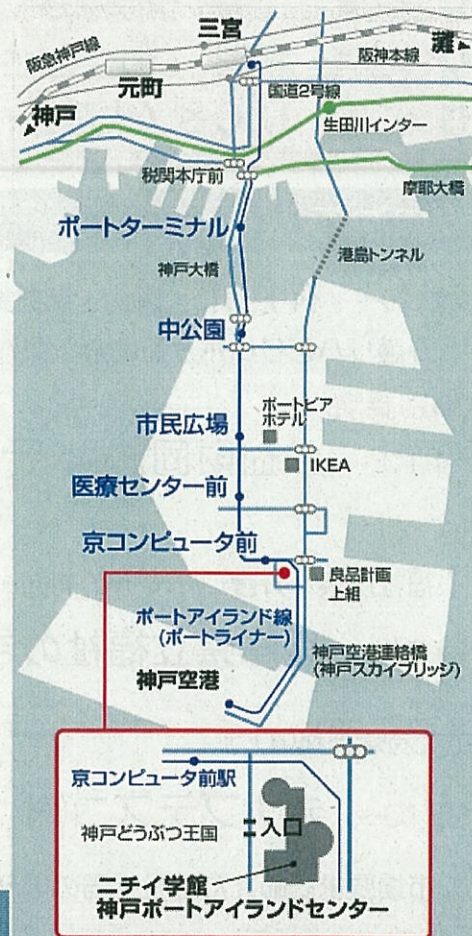 三宮
灘
阪急神戸線
元町
阪神本線
神戸
国道2号線
生田川インター
税関本庁前
摩耶大橋
ポートターミナル
港島トンネル
神戸大橋
中公園
ポートピア
ホテル
市民広場
IKEA
医療センター前
京コンピュータ前
良品計画
上組
ポートアイランド線
(ポートライナー)
神戸空港連絡橋
(神戸スカイブリッジ)
神戸空港
京コンピュータ前駅
神戸どうぶつ王国
入口
ニチイ学館
神戸ポートアイランドセンター